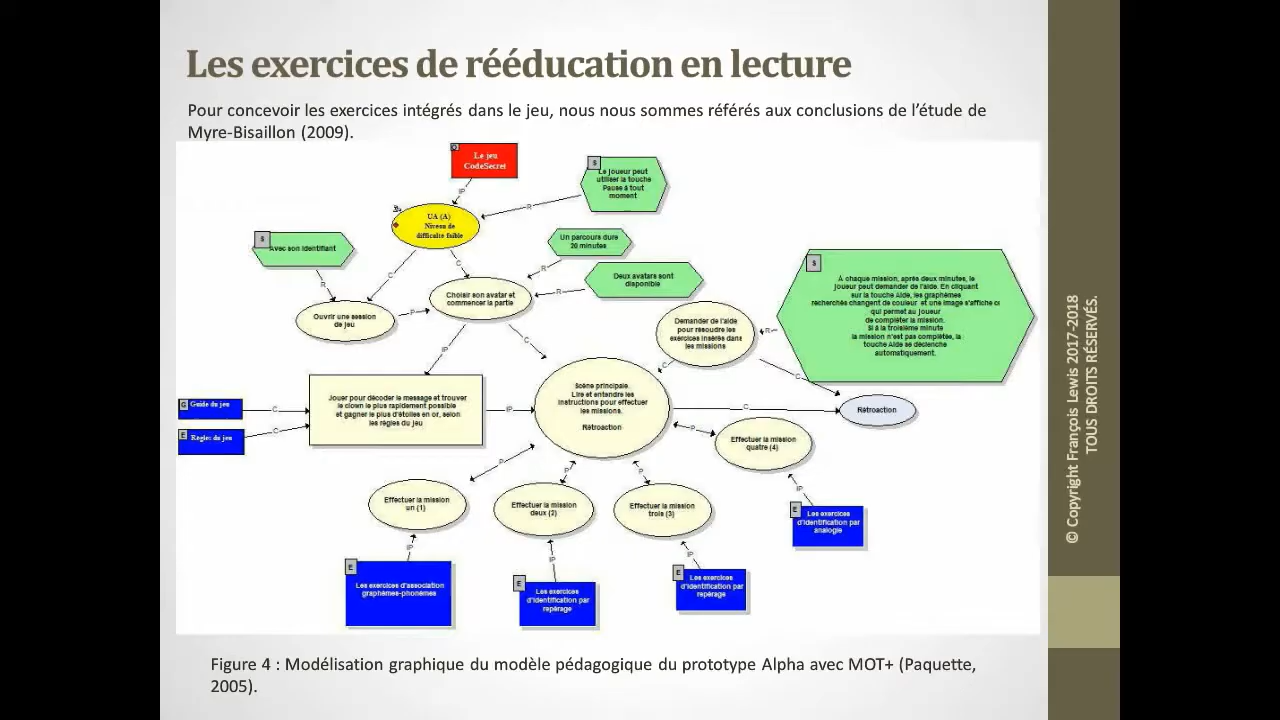 Les exercices de rééducation en lecture
Pour concevoir les exercices intégrés dans le jeu, nous nous sommes référés aux conclusions de l'étude de
Myre-Bisaillon (2009).
Le jeu
CodeSecret
IP
$
Le joueur peut
utiliser la touche
Pause à tout
moment
R
UA (A)
Niveau de
difficulté faible
$
Avec son identifiant
R
C
C
Un parcours dure
20 minutes
R
Deux avatars sont
disponible
R
Choisir son avatar et
commencer la partie
Ouvrir une session
de jeu
P
IP
C
Demander de l'aide
pour résoudre les
exercices insérés dans
les missions
R
$
A chaque mission, après deux minutes, le
joueur peut demander de l'aide. En cliquant
sur la touche Aide, les graphèmes
recherchés changent de couleur et une image s'affiche ce
qui permet au joueur
de compléter la mission.
Si à la troisième minute
la mission n'est pas complétée, la
touche Aide se déclenche
automatiquement.
C
C
G
Guide du jeu
C
E
Règles du jeu
C
Jouer pour décoder le message et trouver
le clown le plus rapidement possible
et gagner le plus d'étoiles en or, selon
les règles du jeu
IP
Scène principale.
Lire et entendre les
instructions pour effectuer
les missions.
Rétroaction
C
Rétroaction
P
Effectuer la mission
quatre (4)
P
P
P
Effectuer la mission
un (1)
Effectuer la mission
deux (2)
Effectuer la mission
trois (3)
IP
E
Les exercices
d'identification par
analogie
IP
IP
IP
E
Les exercices d'association
graphèmes-phonèmes
E
Les exercices
d'identification par
repérage
E
Les exercices
d'identification par
repérage
Figure 4 : Modélisation graphique du modèle pédagogique du prototype Alpha avec MOT+ (Paquette,
2005).
© Copyright François Lewis 2017-2018
TOUS DROITS RÉSERVÉS.